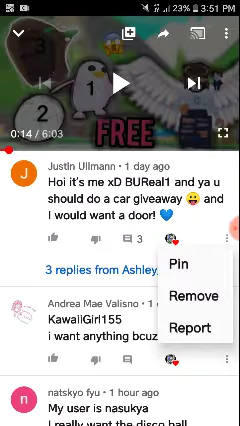 23% 3:51 PM
3
1
2
FREE
0:14 / 6:03
Justin Ullmann • 1 day ago
Hoi it's me xD BUReal1 and ya u
should do a car giveaway 😛 and
I would want a door! 💙
3
3 replies from Ashley,
Pin
Remove
Report
Andrea Mae Valisno • 1
KawaiiGirl155
i want anything bcuz
n
natskyo fyu • 1 hour ago
My user is nasukya
I really want the disco ball
J